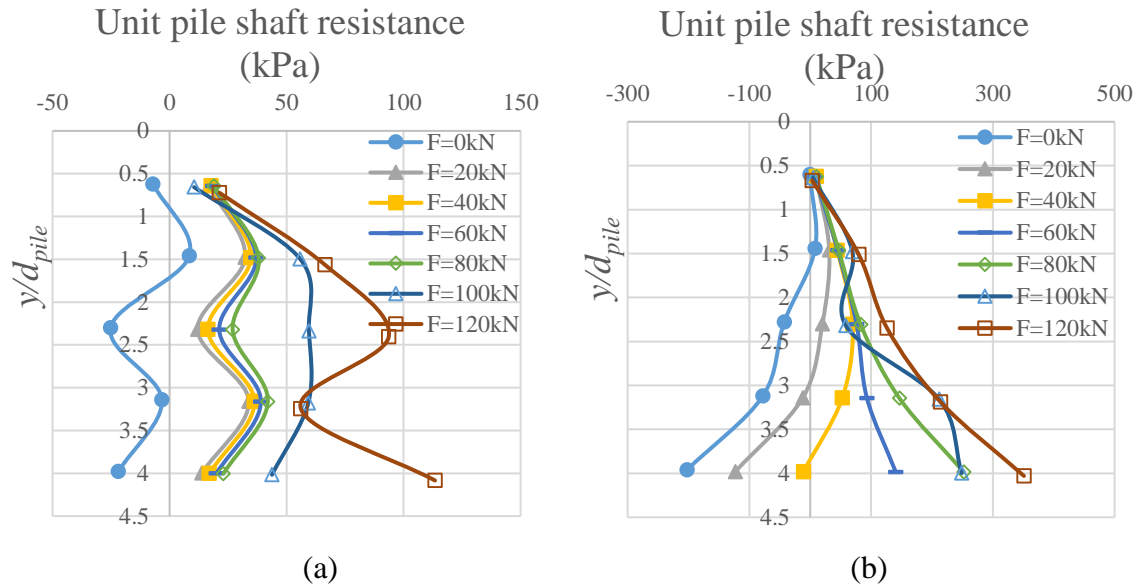 Unit pile shaft resistance
(kPa)
-50 0 50 100 150
0
0.5
1
1.5
2
2.5
3
3.5
4
4.5
y/d_pile
F=0kN
F=20kN
F=40kN
F=60kN
F=80kN
F=100kN
F=120kN
(a)
Unit pile shaft resistance
(kPa)
-300 -100 100 300 500
0
0.5
1
1.5
2
2.5
3
3.5
4
4.5
y/d_pile
F=0kN
F=20kN
F=40kN
F=60kN
F=80kN
F=100kN
F=120kN
(b)